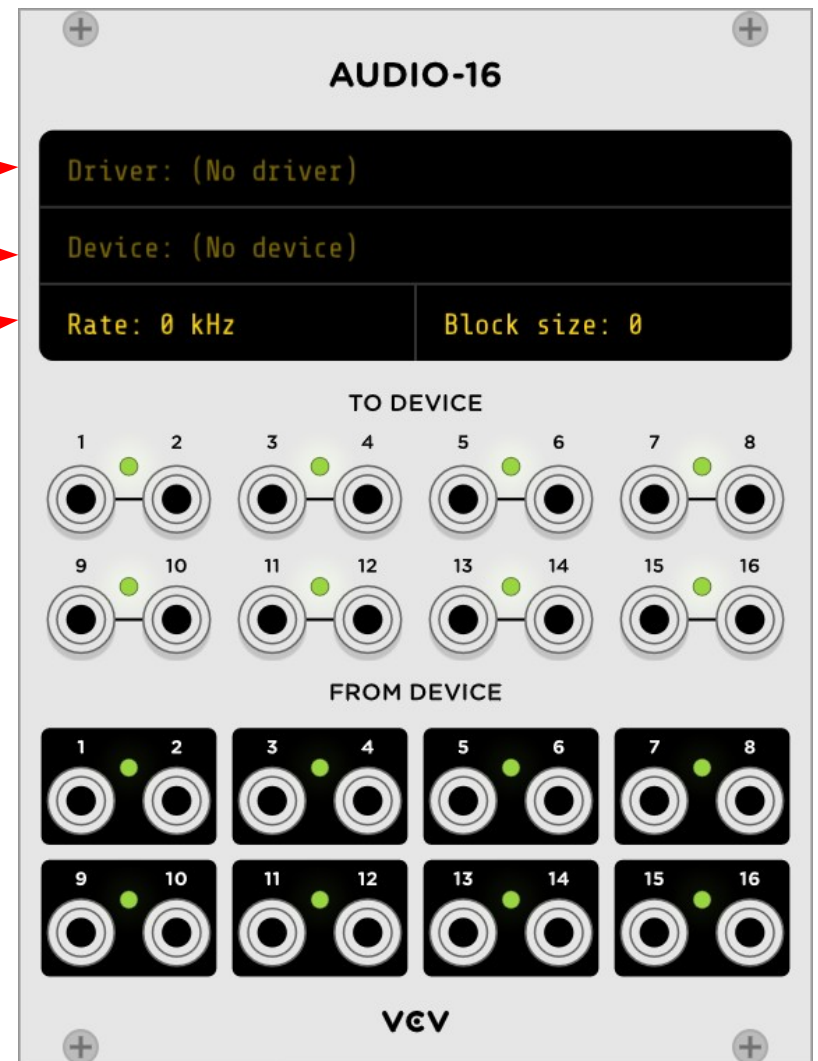 AUDIO-16
Driver: (No driver)
Device: (No device)
Rate: 0 kHz Block size: 0
TO DEVICE
1 2 3 4 5 6 7 8
9 10 11 12 13 14 15 16
FROM DEVICE
1 2 3 4 5 6 7 8
9 10 11 12 13 14 15 16
VCV